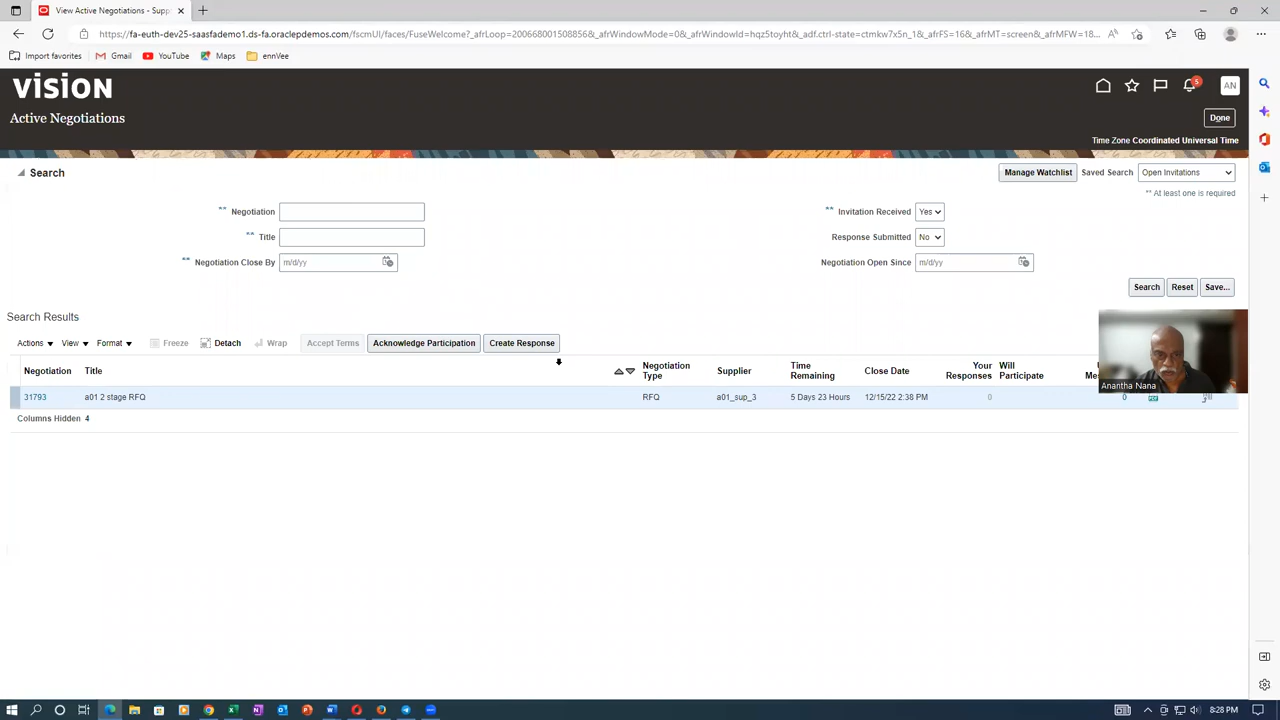 View Active Negotiations - Supp
https://fa-euth-dev25-saasfademo1.ds-fa.oraclepdemos.com/fscmUI/faces/FuseWelcome?_afrLoop=2006680015088856&_afrWindowMode=0&_afrWindowId=hqz5toyht&_adf.ctrl-state=ctmkw7x5n_1&_afrFS=16&_afrMT=screen&_afrMFW=18...
Import favorites Gmail YouTube Maps ennVee
VISION
5
AN
Active Negotiations
Done
Time Zone Coordinated Universal Time
Search
Manage Watchlist Saved Search Open Invitations
** At least one is required
** Negotiation
** Invitation Received Yes
** Title
Response Submitted No
** Negotiation Close By m/d/yy
Negotiation Open Since m/d/yy
Search Reset Save...
Search Results
Actions View Format Freeze Detach Wrap Accept Terms Acknowledge Participation Create Response
Negotiation Title Negotiation Type Supplier Time Remaining Close Date Your Responses Will Participate
Anantha Nana
31793 a01 2 stage RFQ RFQ a01_sup_3 5 Days 23 Hours 12/15/22 2:38 PM 0 0
Columns Hidden 4
8:28 PM